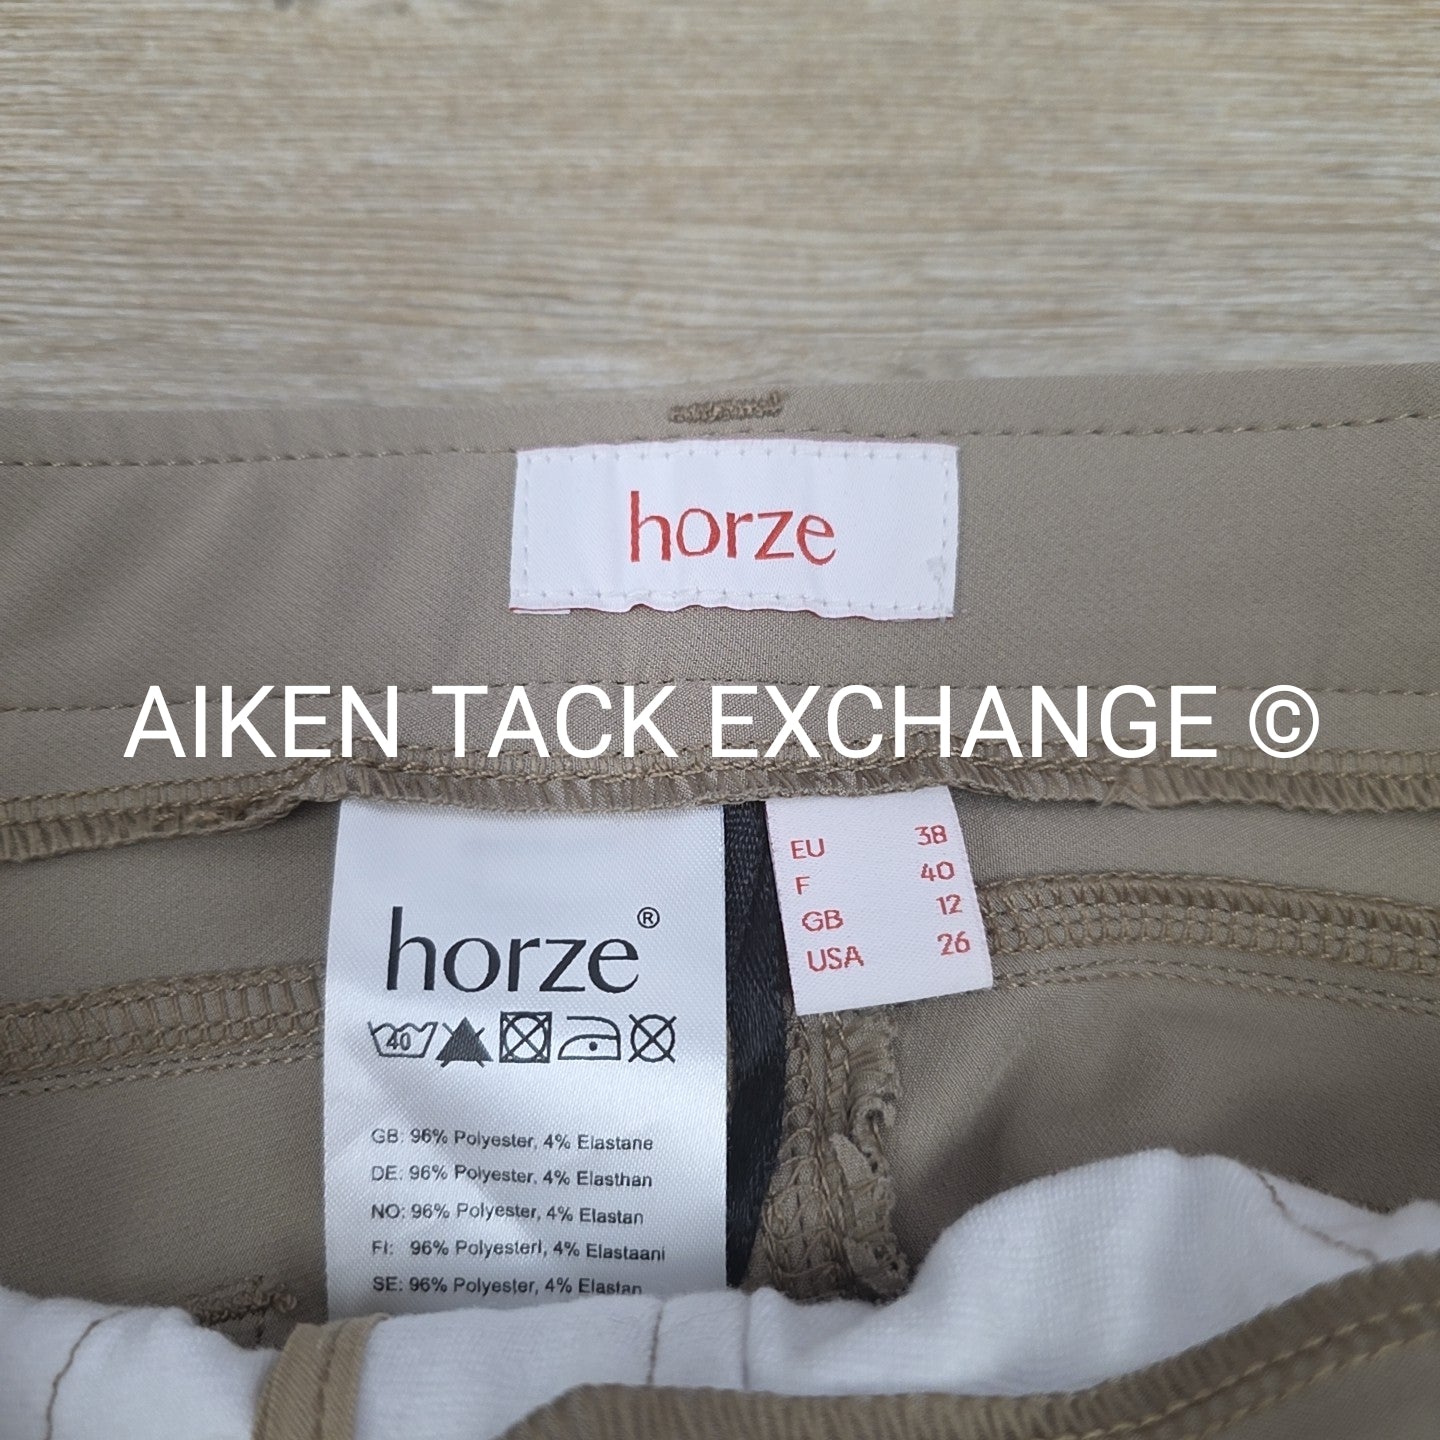 horze
AIKEN TACK EXCHANGE ©
horze®
40
GB: 96% Polyester, 4% Elastane
DE: 96% Polyester, 4% Elasthan
NO: 96% Polyester, 4% Elastan
FI: 96% Polyesteri, 4% Elastaani
SE: 96% Polyester, 4% Elastan
EU 38
F 40
GB 12
USA 26